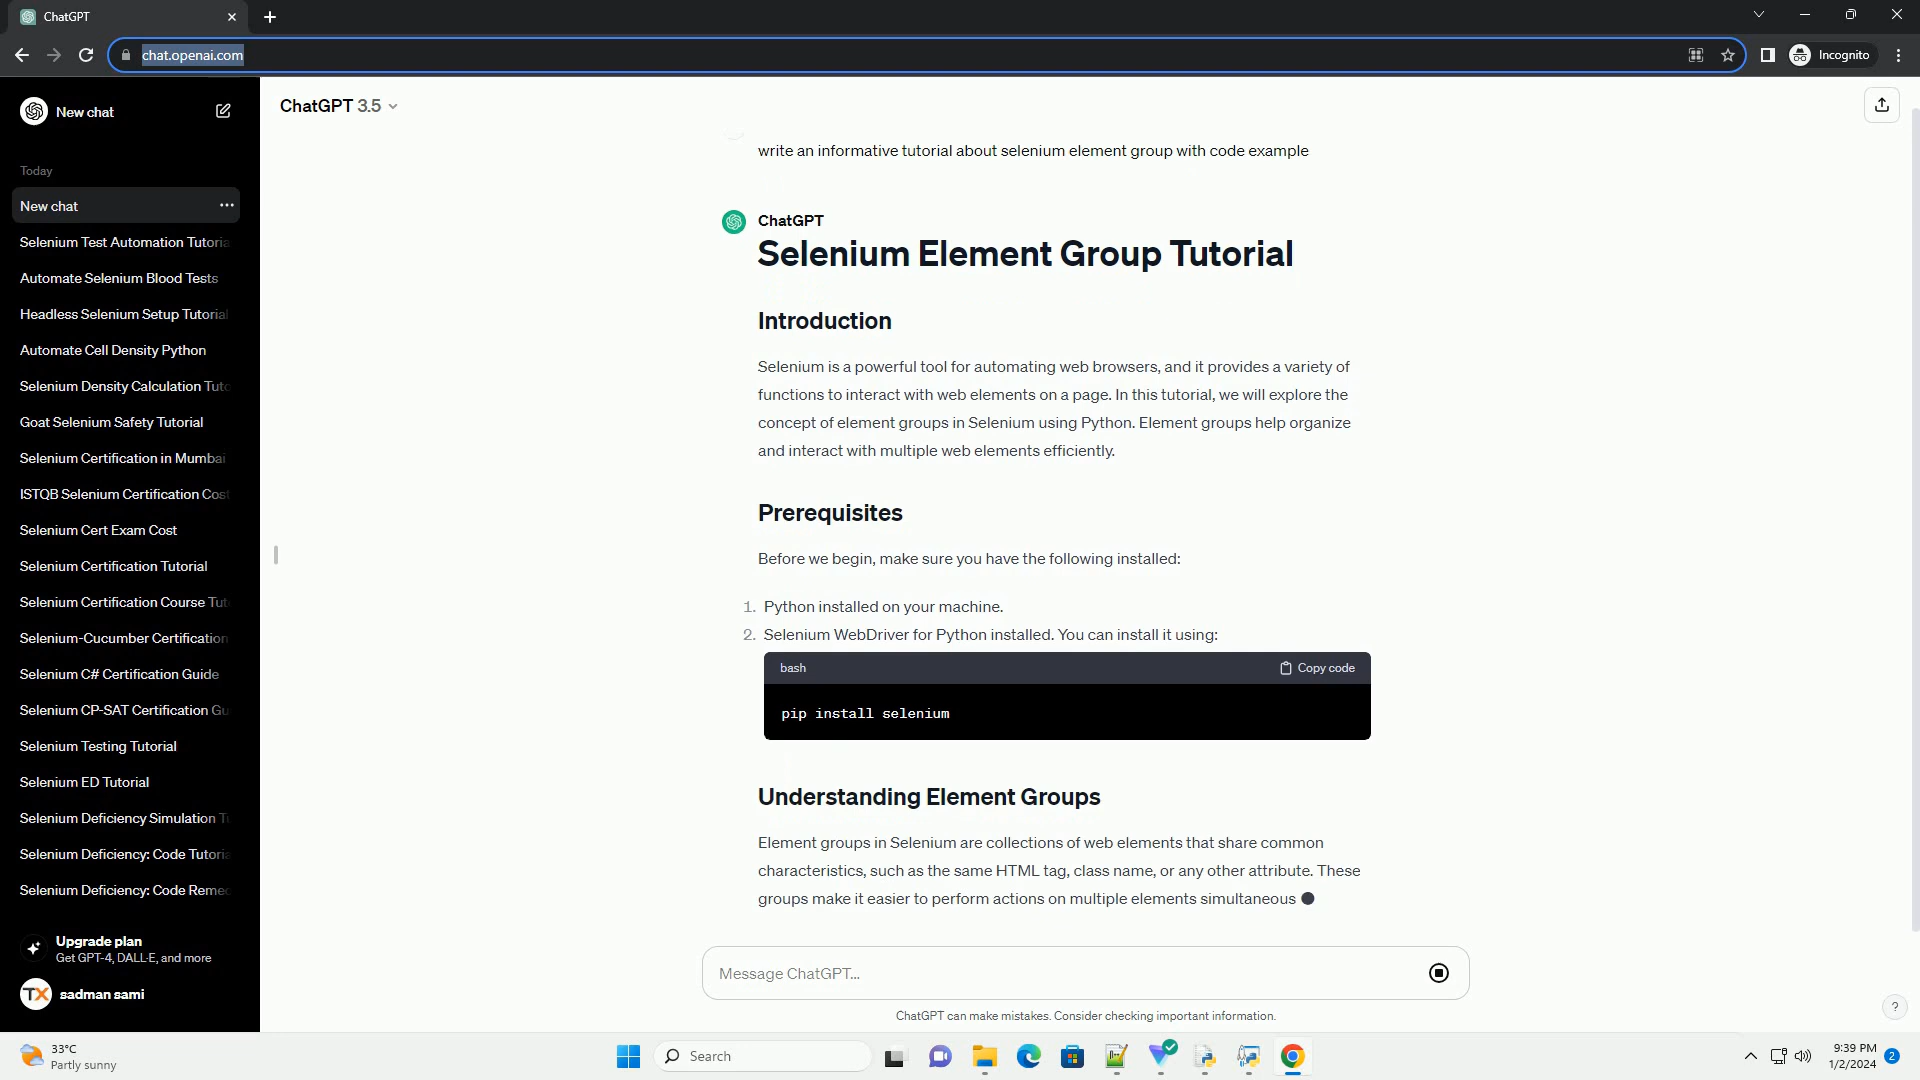 ChatGPT
chat.openai.com
Incognito
New chat
ChatGPT 3.5
Today
New chat
Selenium Test Automation Tutoria
Automate Selenium Blood Tests
Headless Selenium Setup Tutorial
Automate Cell Density Python
Selenium Density Calculation Tuto
Goat Selenium Safety Tutorial
Selenium Certification in Mumbai
ISTQB Selenium Certification Cost
Selenium Cert Exam Cost
Selenium Certification Tutorial
Selenium Certification Course Tut
Selenium-Cucumber Certification
Selenium C# Certification Guide
Selenium CP-SAT Certification Gu
Selenium Testing Tutorial
Selenium ED Tutorial
Selenium Deficiency Simulation Tu
Selenium Deficiency: Code Tutoria
Selenium Deficiency: Code Remed
Upgrade plan
Get GPT-4, DALL·E, and more
TX sadman sami
write an informative tutorial about selenium element group with code example
ChatGPT
Selenium Element Group Tutorial
Introduction
Selenium is a powerful tool for automating web browsers, and it provides a variety of
functions to interact with web elements on a page. In this tutorial, we will explore the
concept of element groups in Selenium using Python. Element groups help organize
and interact with multiple web elements efficiently.
Prerequisites
Before we begin, make sure you have the following installed:
1. Python installed on your machine.
2. Selenium WebDriver for Python installed. You can install it using:
bash
Copy code
pip install selenium
Understanding Element Groups
Element groups in Selenium are collections of web elements that share common
characteristics, such as the same HTML tag, class name, or any other attribute. These
groups make it easier to perform actions on multiple elements simultaneous
Message ChatGPT...
ChatGPT can make mistakes. Consider checking important information.
?
33°C
Partly sunny
Search
9:39 PM
1/2/2024
2